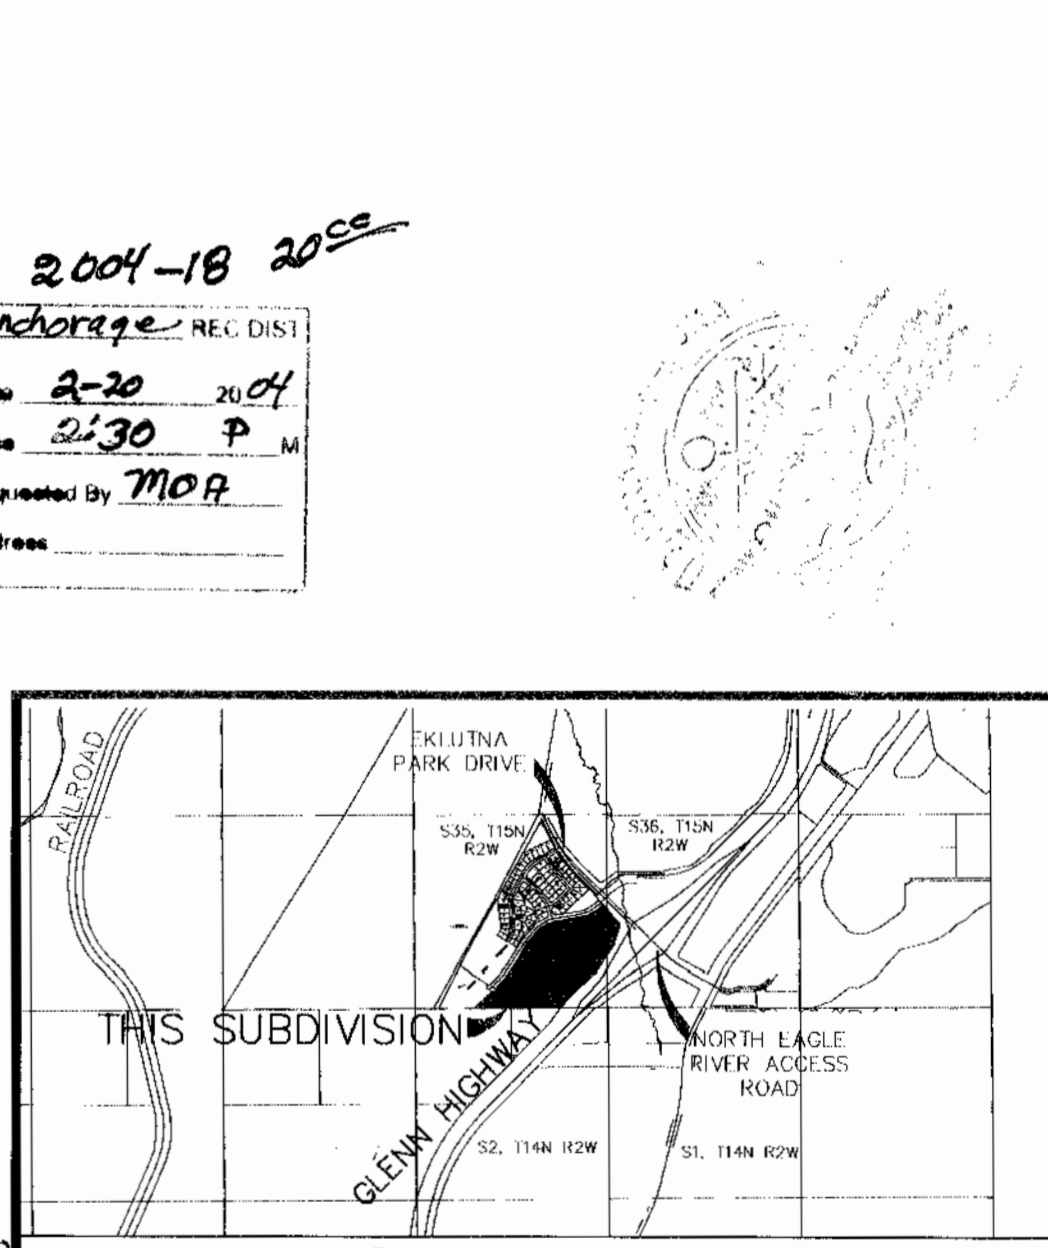 2004-18 20cc
nchorage REC DIST
2-20 2004
2:30 P M
quested By MOA
dress
EKLUTNA
PARK DRIVE
RAILROAD
S35, T15N
R2W
S36, T15N
R2W
THIS SUBDIVISION
GLENN HIGHWAY
NORTH EAGLE
RIVER ACCESS
ROAD
S2, T14N R2W
S1, T14N R2W